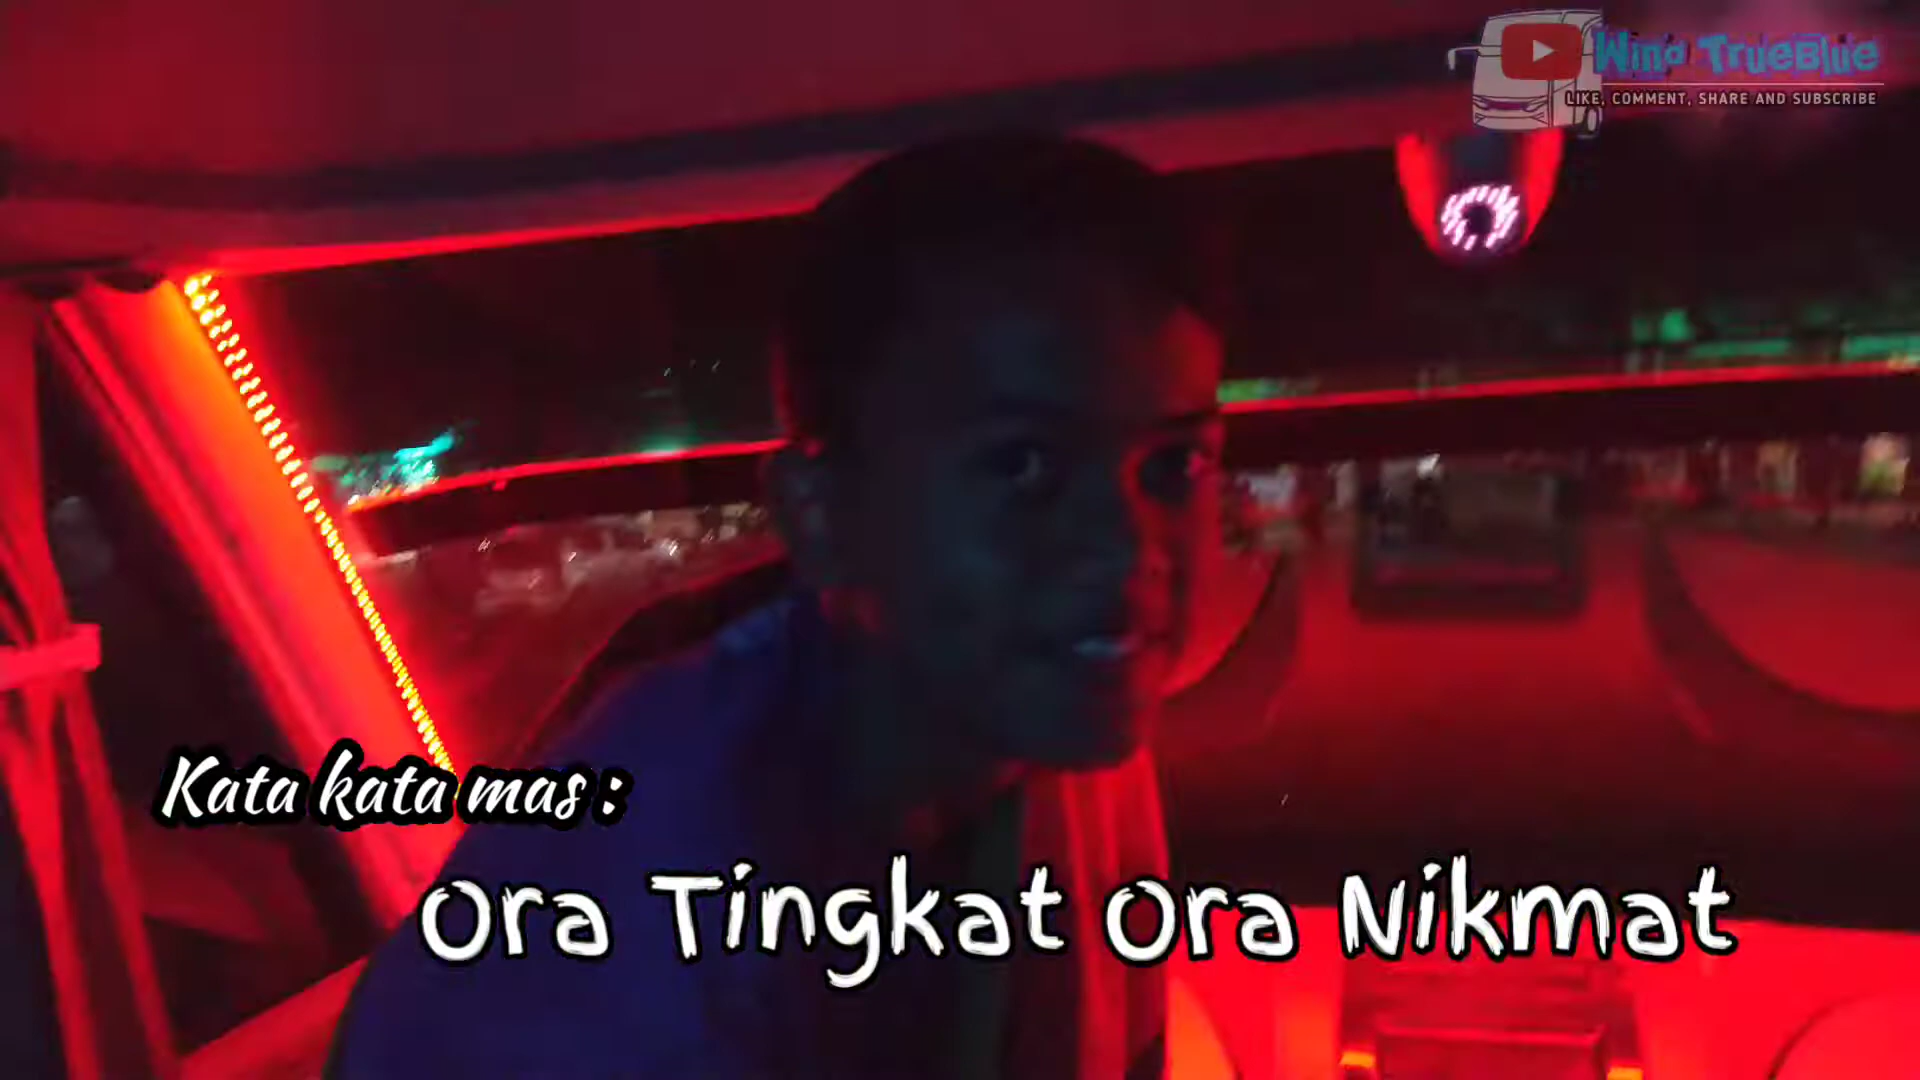 Wind TrueBlue
LIKE, COMMENT, SHARE AND SUBSCRIBE
Kata kata mas :
Ora Tingkat Ora Nikmat